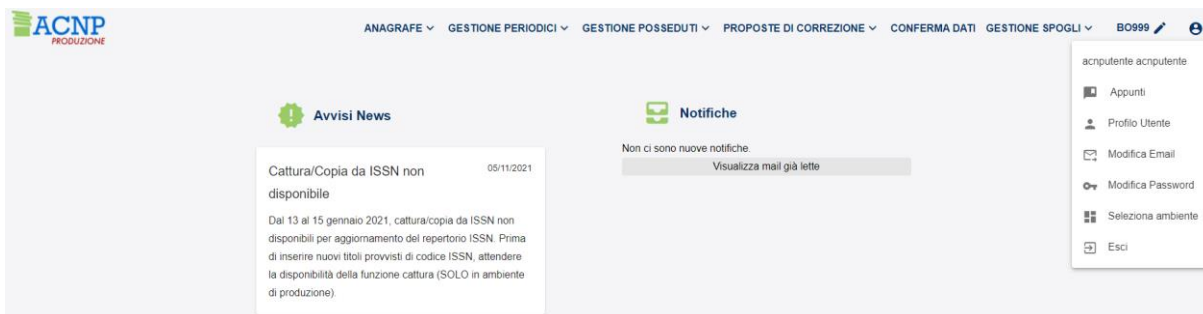 ACNP
PRODUZIONE
ANAGRAFE GESTIONE PERIODICI GESTIONE POSSEDUTI PROPOSTE DI CORREZIONE CONFERMA DATI GESTIONE SPOGLI BO999
acnputente acnputente
Appunti
Profilo Utente
Modifica Email
Modifica Password
Seleziona ambiente
Esci
Avvisi News
Cattura/Copia da ISSN non 05/11/2021
disponibile
Dal 13 al 15 gennaio 2021, cattura/copia da ISSN non
disponibili per aggiornamento del repertorio ISSN. Prima
di inserire nuovi titoli provvisti di codice ISSN, attendere
la disponibilità della funzione cattura (SOLO in ambiente
di produzione).
Notifiche
Non ci sono nuove notifiche.
Visualizza mail già lette